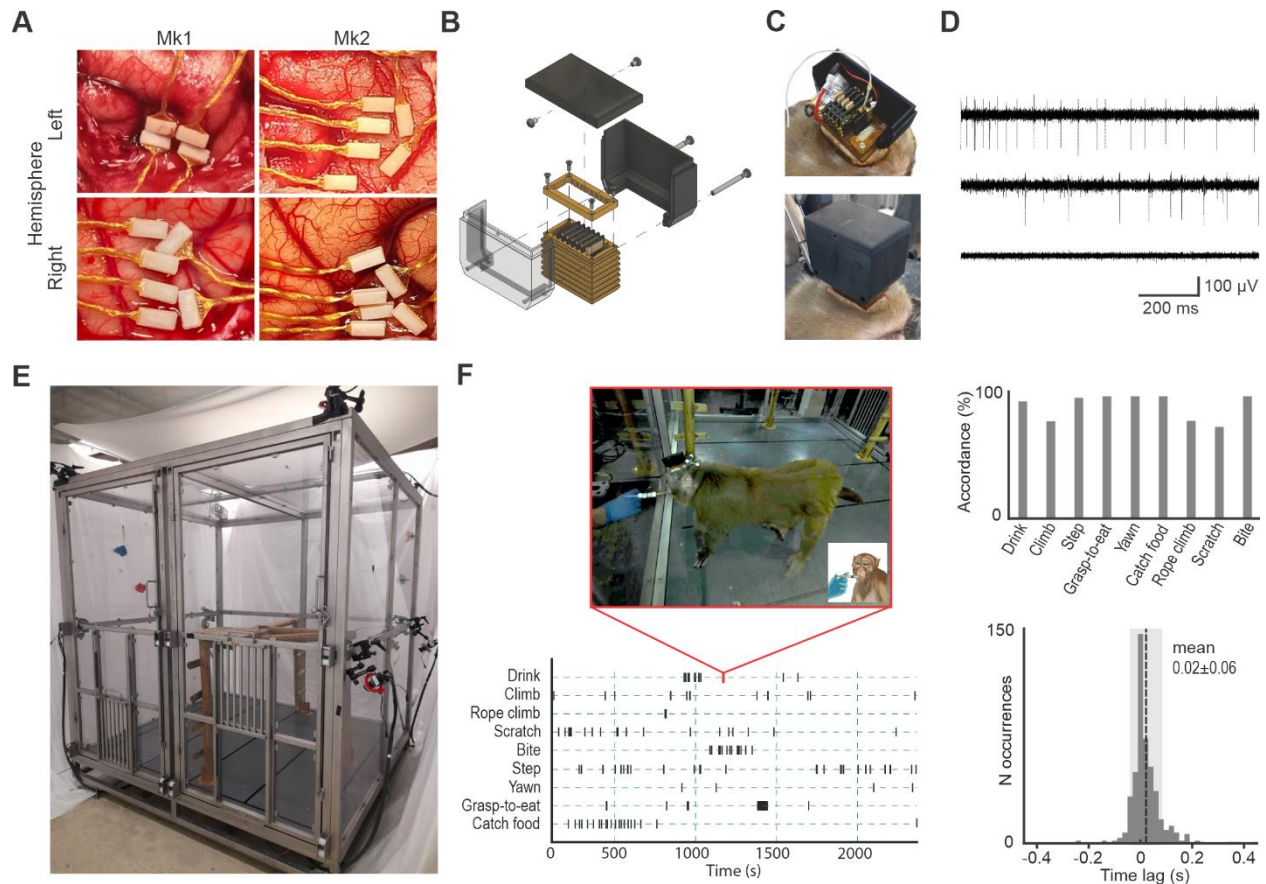 A
Mk1
Mk2
Hemisphere
Left
Right
B
C
D
100 µV
200 ms
E
F
Drink
Climb
Rope climb
Scratch
Bite
Step
Yawn
Grasp-to-eat
Catch food
0
500
1000
1500
2000
Time (s)
Accordance (%)
100
0
Drink
Climb
Step
Grasp-to-eat
Yawn
Catch food
Rope climb
Scratch
Bite
N occurrences
150
0
mean
0.02±0.06
-0.4
-0.2
0
0.2
0.4
Time lag (s)